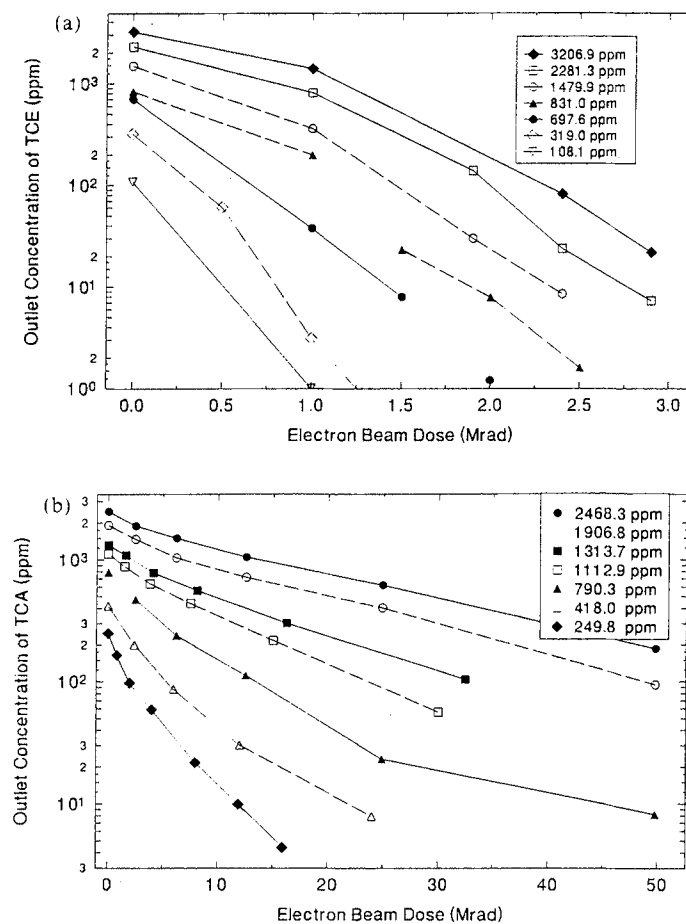 (a)
Outlet Concentration of TCE (ppm)
2
10³
2
10²
2
10¹
2
10⁰
3206.9 ppm
2281.3 ppm
1479.9 ppm
831.0 ppm
697.6 ppm
319.0 ppm
108.1 ppm
0.0 0.5 1.0 1.5 2.0 2.5 3.0
Electron Beam Dose (Mrad)
(b)
Outlet Concentration of TCA (ppm)
3
2
10³
3
2
10²
3
2
10¹
3
2468.3 ppm
1906.8 ppm
1313.7 ppm
1112.9 ppm
790.3 ppm
418.0 ppm
249.8 ppm
0 10 20 30 40 50
Electron Beam Dose (Mrad)